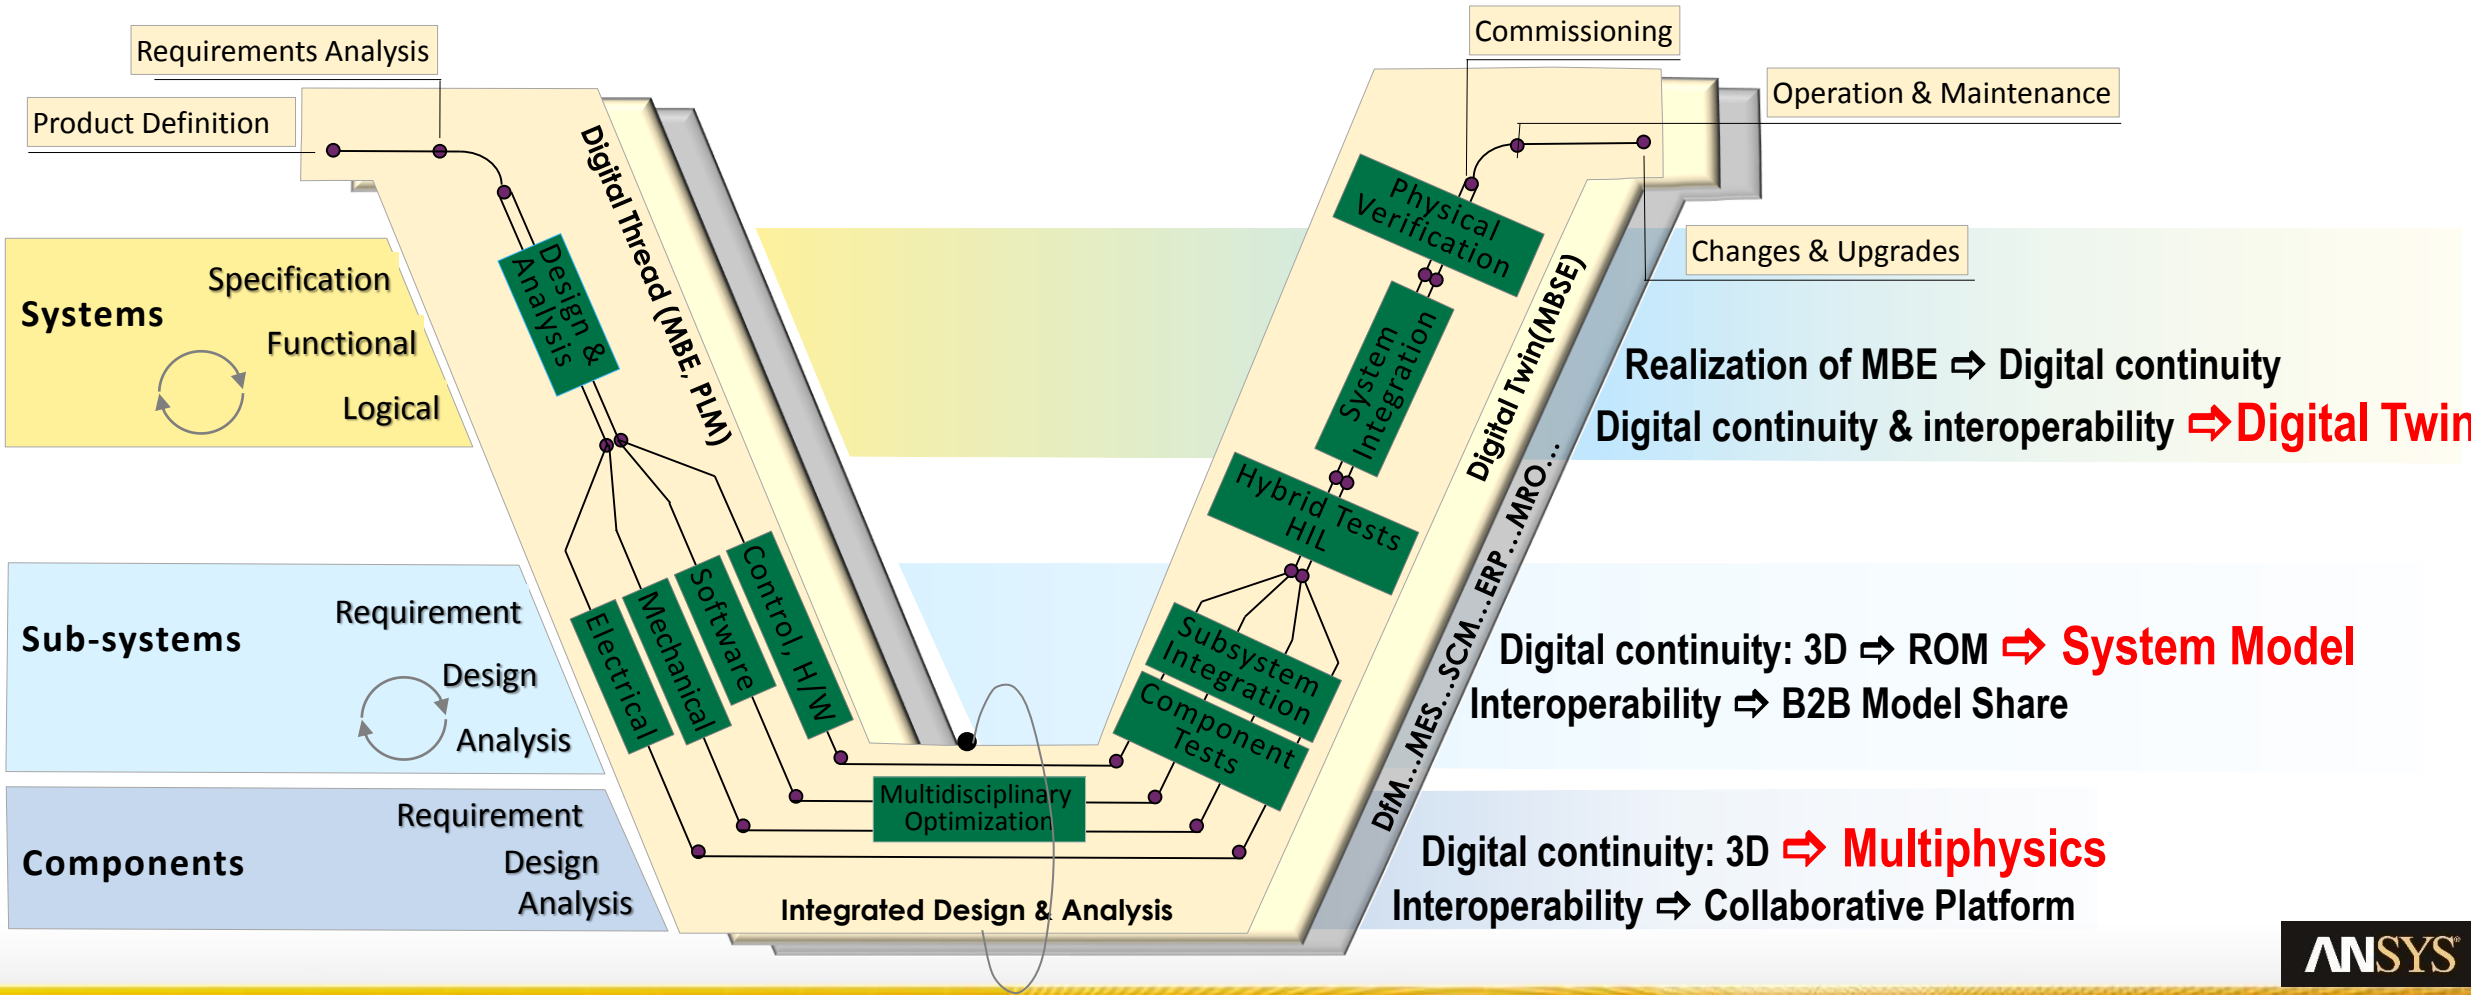 Requirements Analysis
Product Definition
Commissioning
Operation & Maintenance
Changes & Upgrades
Systems
Specification
Functional
Logical
Sub-systems
Requirement
Design
Analysis
Components
Requirement
Design
Analysis
Digital Thread (MBE, PLM)
Design &
Analysis
Electrical
Mechanical
Software
Control, H/W
Multidisciplinary
Optimization
Integrated Design & Analysis
Component
Tests
Subsystem
Integration
Hybrid Tests
HIL
System
Integration
Physical
Verification
Digital Twin(MBSE)
DfM...MES...SCM...ERP...MRO...
Realization of MBE ⇨ Digital continuity
Digital continuity & interoperability ⇨Digital Twin
Digital continuity: 3D ⇨ ROM ⇨ System Model
Interoperability ⇨ B2B Model Share
Digital continuity: 3D ⇨ Multiphysics
Interoperability ⇨ Collaborative Platform
ANSYS®